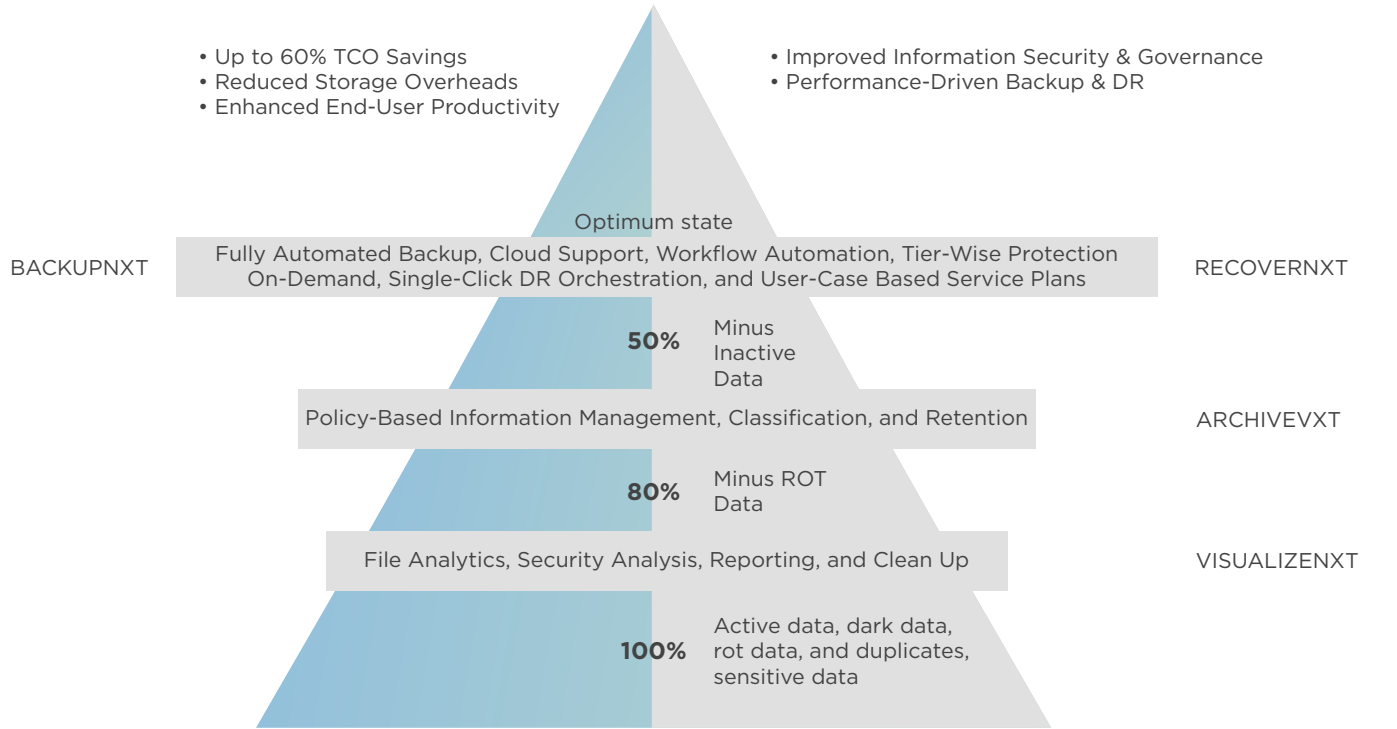 • Up to 60% TCO Savings
• Reduced Storage Overheads
• Enhanced End-User Productivity
• Improved Information Security & Governance
• Performance-Driven Backup & DR
Optimum state
BACKUPNXT
Fully Automated Backup, Cloud Support, Workflow Automation, Tier-Wise Protection
On-Demand, Single-Click DR Orchestration, and User-Case Based Service Plans
RECOVERNXT
50%
Minus
Inactive
Data
Policy-Based Information Management, Classification, and Retention
ARCHIVEVXT
80%
Minus ROT
Data
File Analytics, Security Analysis, Reporting, and Clean Up
VISUALIZENXT
100%
Active data, dark data,
rot data, and duplicates,
sensitive data